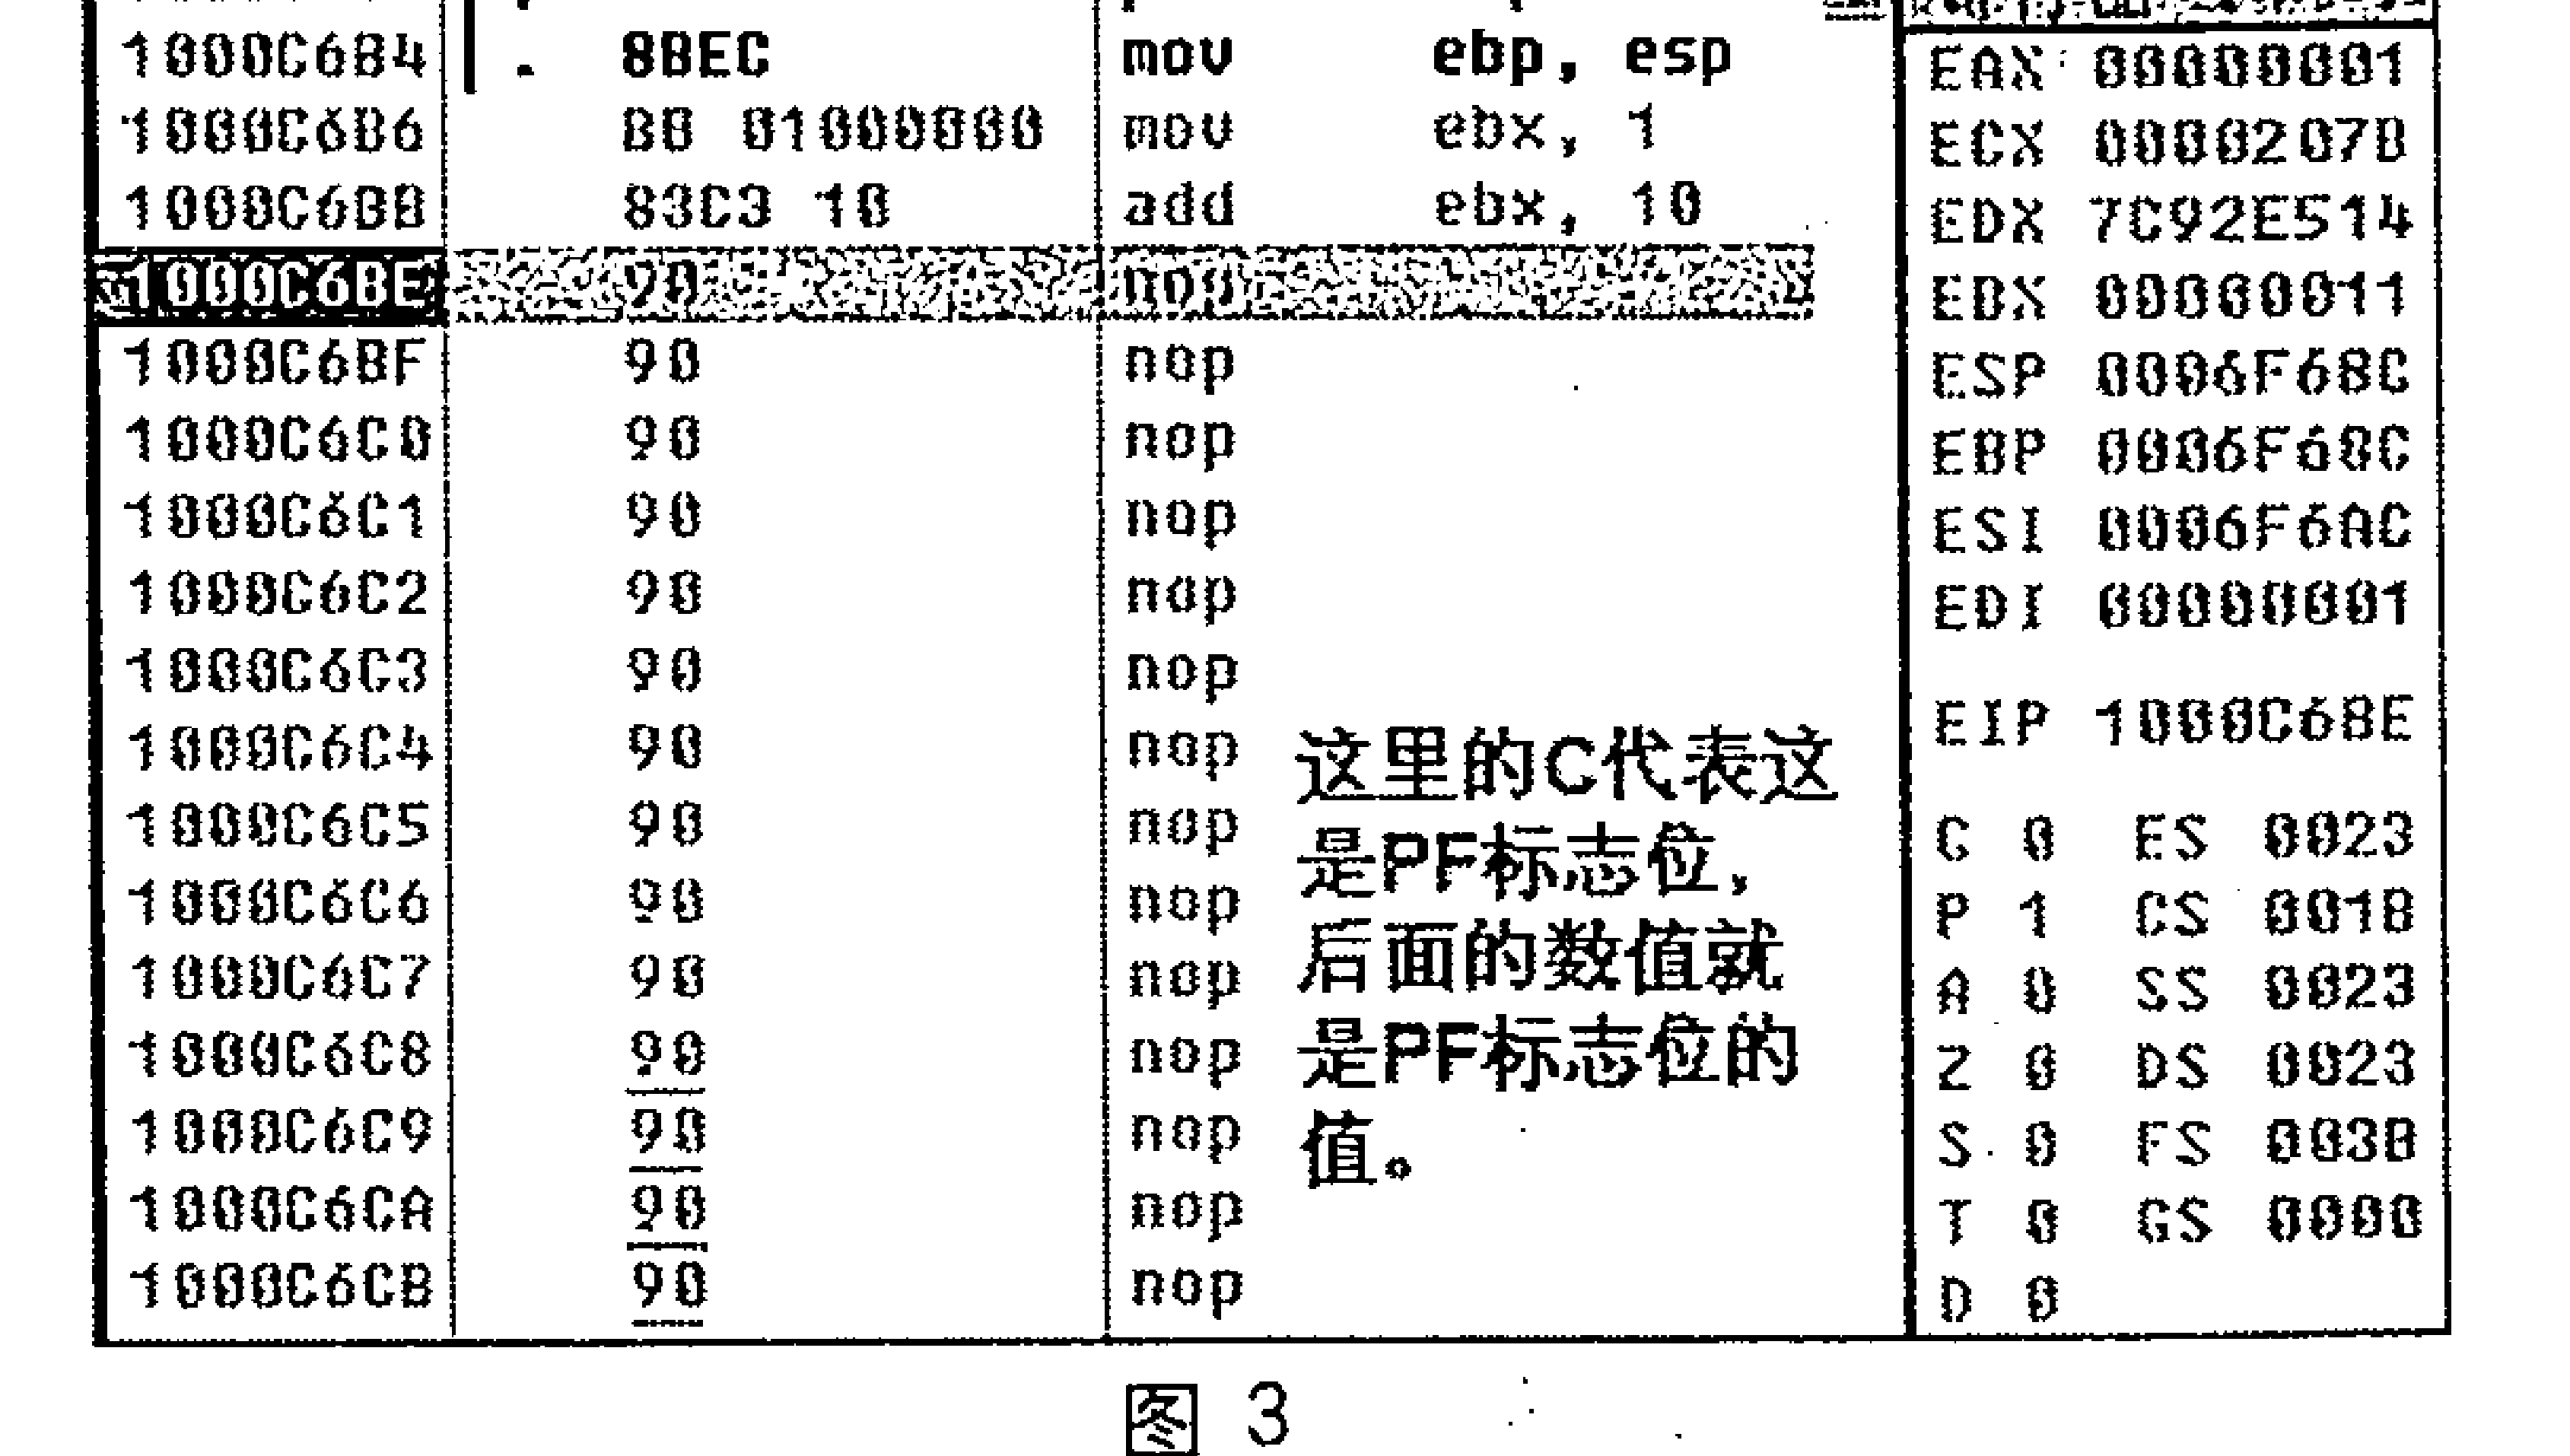 1000C6B4 . 8BEC mov ebp, esp
1000C6B6 BB 01000000 mov ebx, 1
1000C6BB 83C3 10 add ebx, 10
1000C6BE 90 nop
1000C6BF 90 nop
1000C6C0 90 nop
1000C6C1 90 nop
1000C6C2 90 nop
1000C6C3 90 nop
1000C6C4 90 nop
1000C6C5 90 nop
1000C6C6 90 nop
1000C6C7 90 nop
1000C6C8 90 nop
1000C6C9 90 nop
1000C6CA 90 nop
1000C6CB 90 nop
这里的C代表这
是PF标志位,
后面的数值就
是PF标志位的
值。
EAX 00000001
ECX 0000207B
EDX 7C92E514
EBX 00000011
ESP 0006F68C
EBP 0006F68C
ESI 0006F6AC
EDI 00000001
EIP 1000C6BE
C 0 ES 0023
P 1 CS 001B
A 0 SS 0023
Z 0 DS 0023
S 0 FS 003B
T 0 GS 0000
D 0
图 3